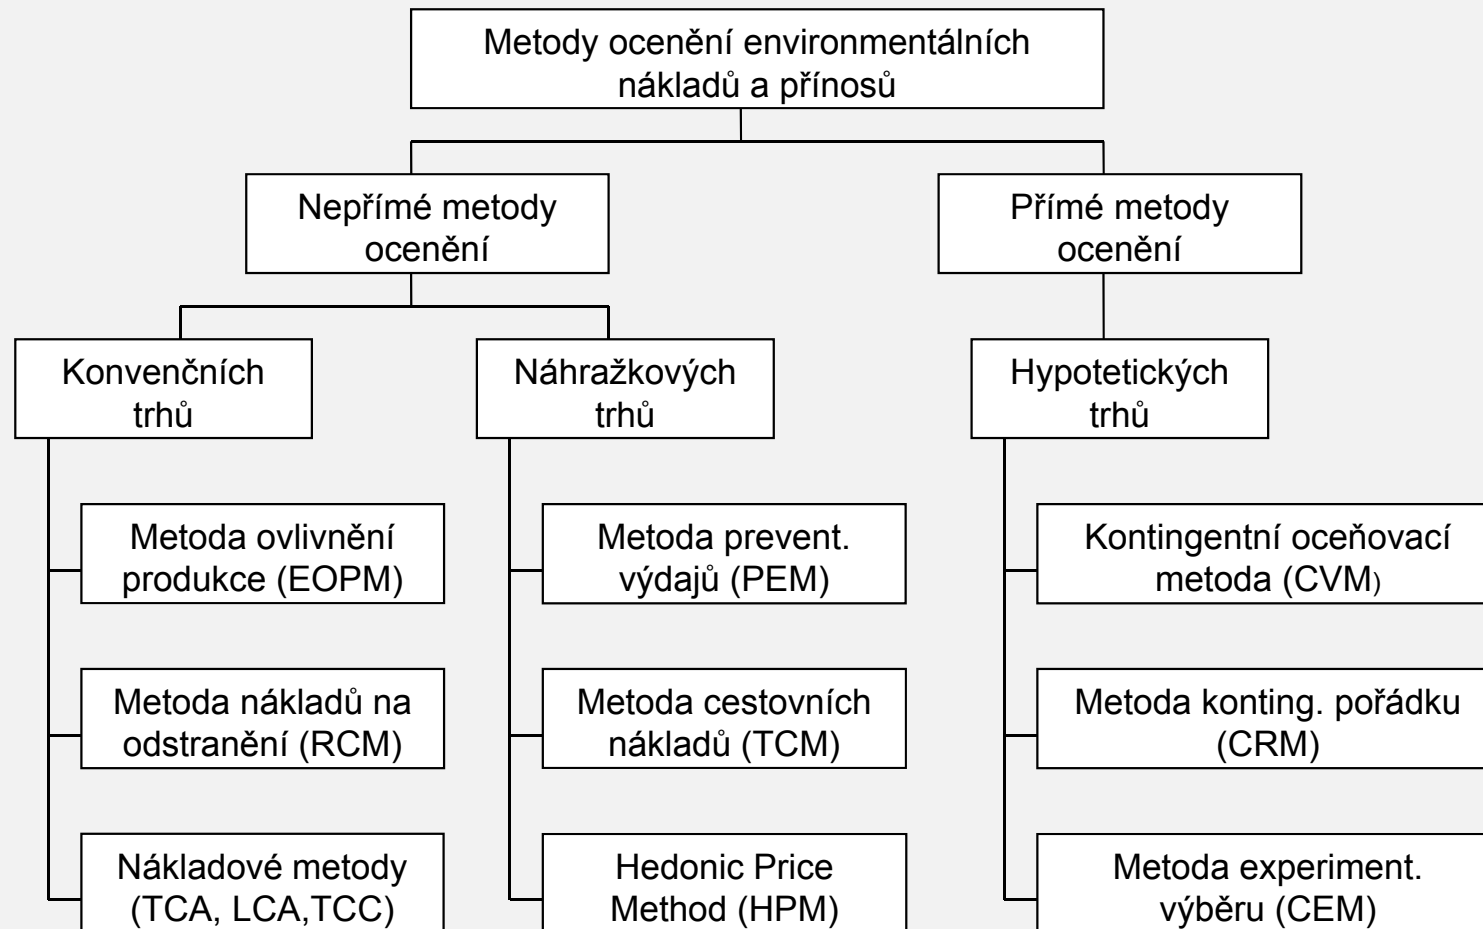 Metody ocenění environmentálních
nákladů a přínosů
Nepřímé metody
ocenění
Přímé metody
ocenění
Konvenčních
trhů
Náhražkových
trhů
Hypotetických
trhů
Metoda ovlivnění
produkce (EOPM)
Metoda prevent.
výdajů (PEM)
Kontingentní oceňovací
metoda (CVM)
Metoda nákladů na
odstranění (RCM)
Metoda cestovních
nákladů (TCM)
Metoda konting. pořádku
(CRM)
Nákladové metody
(TCA, LCA,TCC)
Hedonic Price
Method (HPM)
Metoda experiment.
výběru (CEM)